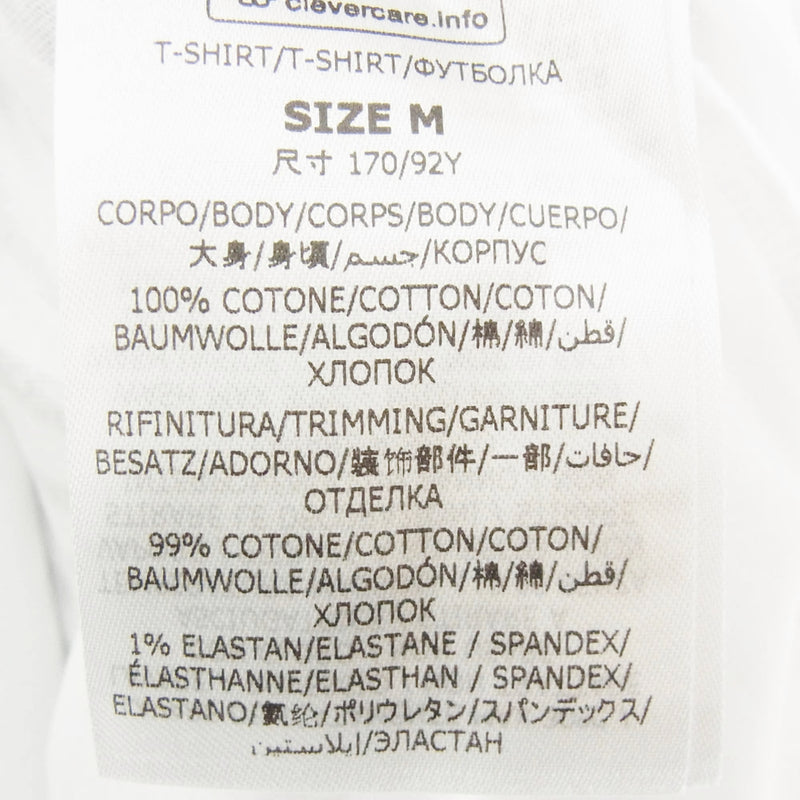 clevercare.info
T-SHIRT/T-SHIRT/ФУТБОЛКА
SIZE M
尺寸 170/92Y
CORPO/BODY/CORPS/BODY/CUERPO/
大身/身頃/جسم/КОРПУС
100% COTONE/COTTON/COTON/
BAUMWOLLE/ALGODÓN/棉/綿/قطن/
ХЛОПОК
RIFINITURA/TRIMMING/GARNITURE/
BESATZ/ADORNO/装饰部件/一部/حافات/
ОТДЕЛКА
99% COTONE/COTTON/COTON/
BAUMWOLLE/ALGODÓN/棉/綿/قطن/
ХЛОПОК
1% ELASTAN/ELASTANE / SPANDEX/
ÉLASTHANNE/ELASTHAN / SPANDEX/
ELASTANO/氨纶/ポリウレタン/スパンデックス/
إيلاستين/ЭЛАСТАН